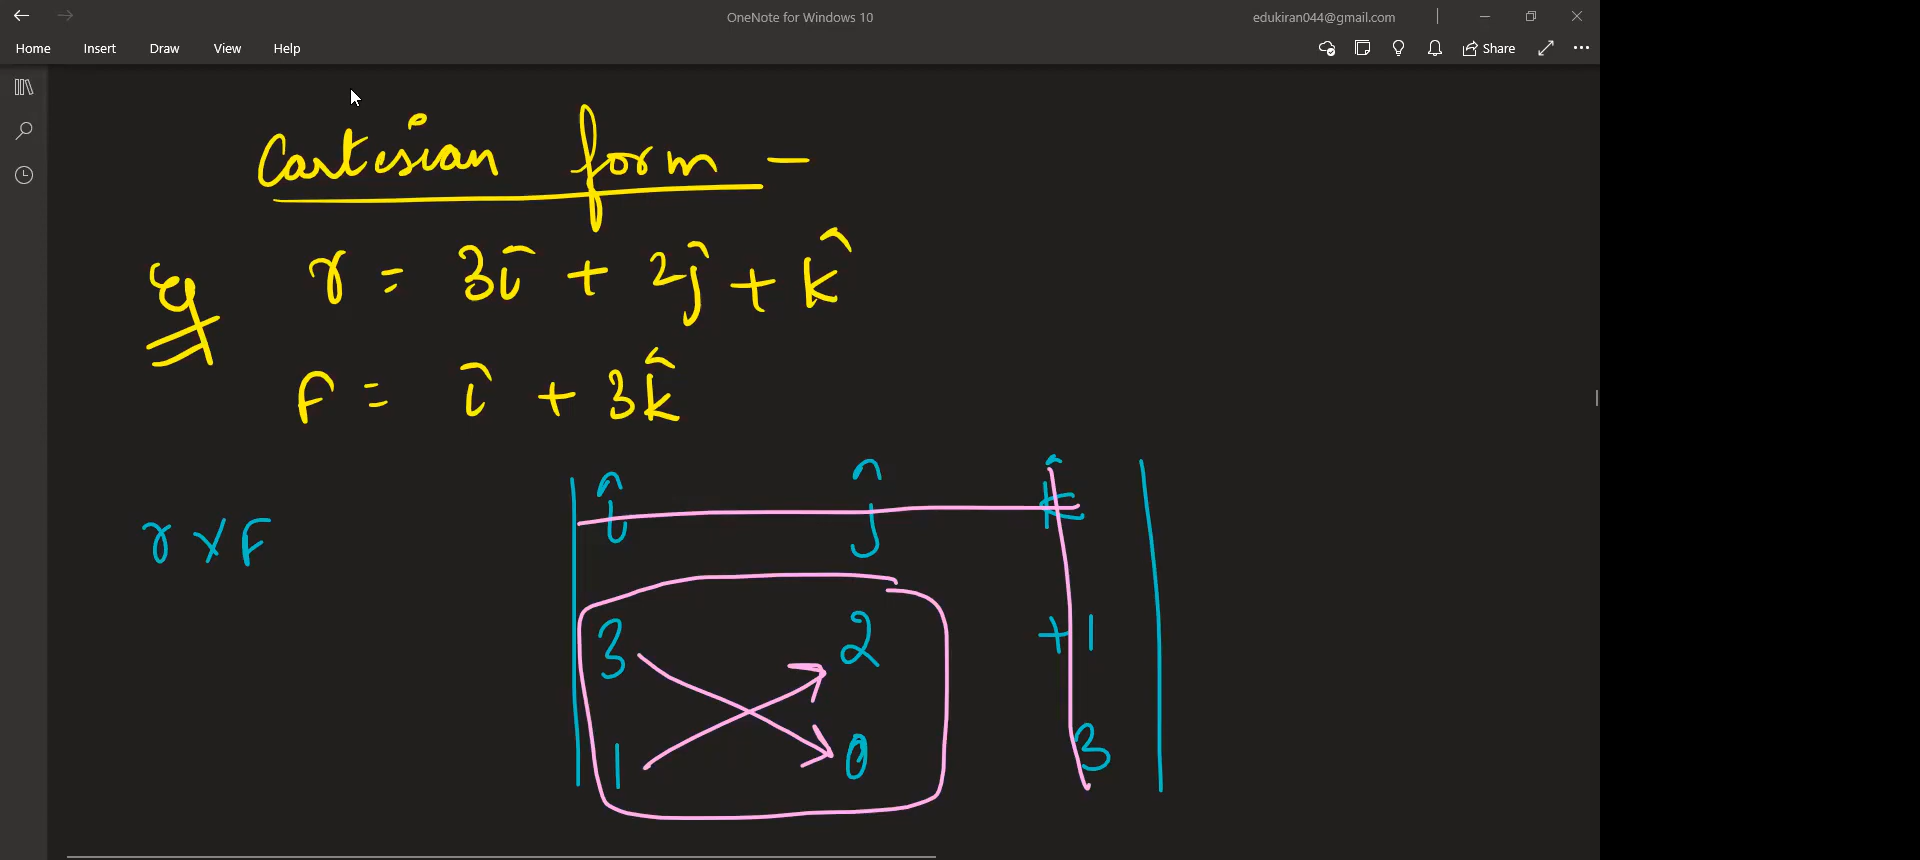 OneNote for Windows 10
edukiran044@gmail.com
Home Insert Draw View Help
Share
Cartesian form -
eg r = 3î + 2ĵ + k̂
F = î + 3k̂
î ĵ k̂
r × F
3 2 +1
1 0 3